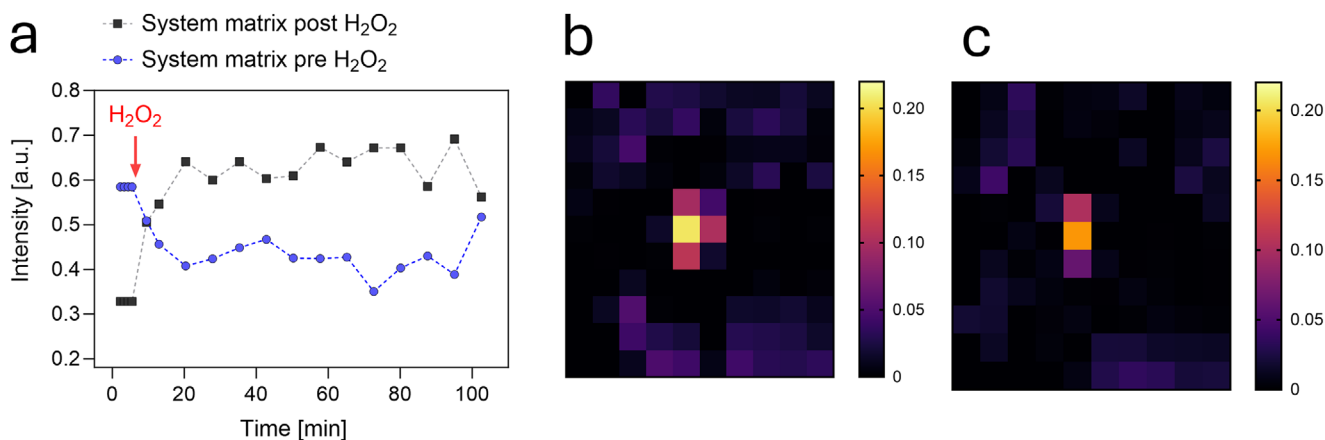 a
System matrix post H₂O₂
System matrix pre H₂O₂
H₂O₂
Intensity [a.u.]
0.8
0.7
0.6
0.5
0.4
0.3
0.2
0 20 40 60 80 100
Time [min]
b
0.20
0.15
0.10
0.05
0
c
0.20
0.15
0.10
0.05
0